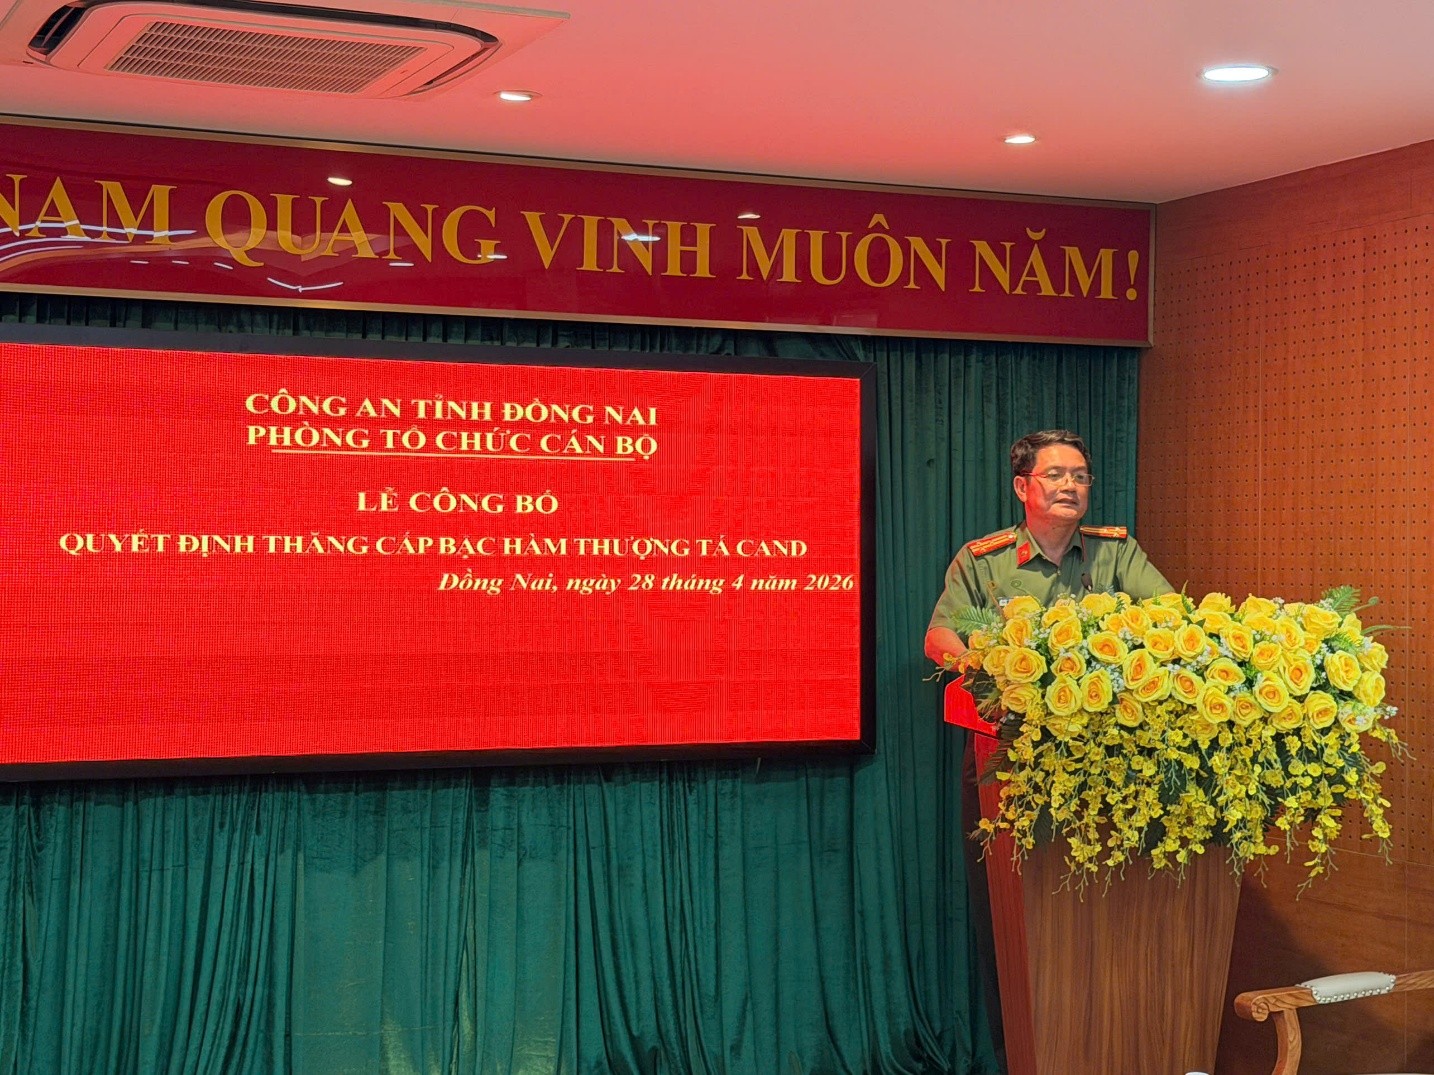 NAM QUANG VINH MUÔN NĂM!
CÔNG AN TỈNH ĐỒNG NAI
PHÒNG TỔ CHỨC CÁN BỘ
LỄ CÔNG BỐ
QUYẾT ĐỊNH THĂNG CẤP BẬC HÀM THƯỢNG TÁ CAND
Đồng Nai, ngày 28 tháng 4 năm 2026